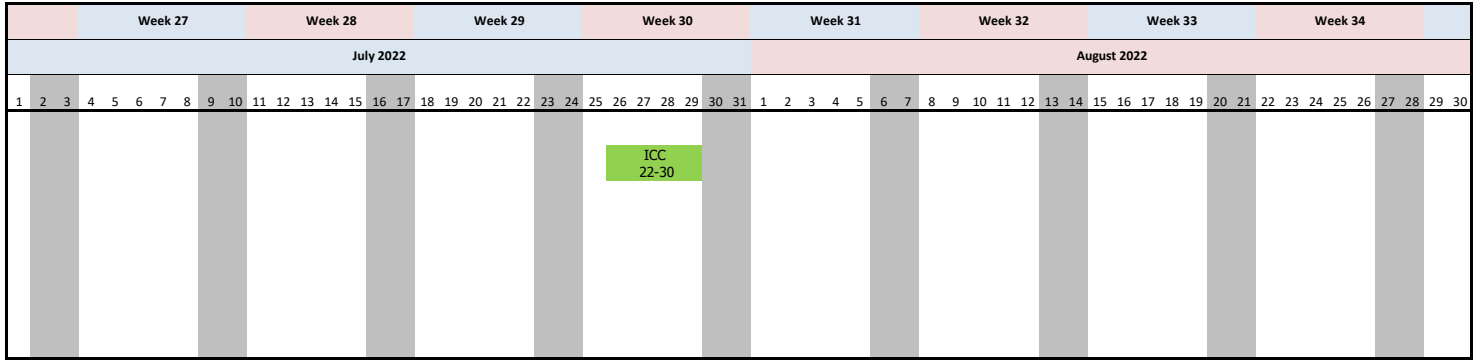 Week 27 Week 28 Week 29 Week 30 Week 31 Week 32 Week 33 Week 34
July 2022 August 2022
1 2 3 4 5 6 7 8 9 10 11 12 13 14 15 16 17 18 19 20 21 22 23 24 25 26 27 28 29 30 31 1 2 3 4 5 6 7 8 9 10 11 12 13 14 15 16 17 18 19 20 21 22 23 24 25 26 27 28 29 30
ICC
22-30